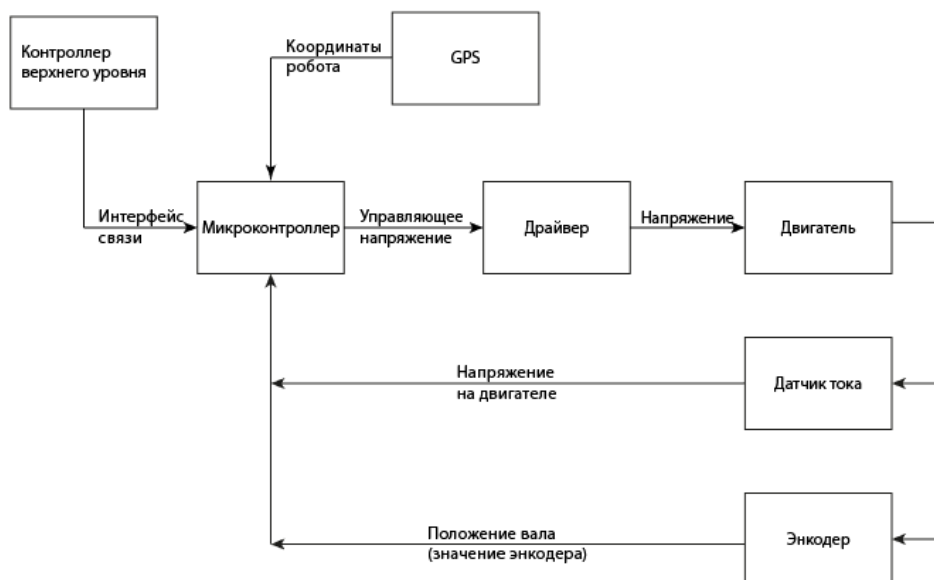 Контроллер
верхнего уровня
Координаты
робота
GPS
Интерфейс
связи
Микроконтроллер
Управляющее
напряжение
Драйвер
Напряжение
Двигатель
Напряжение
на двигателе
Датчик тока
Положение вала
(значение энкодера)
Энкодер